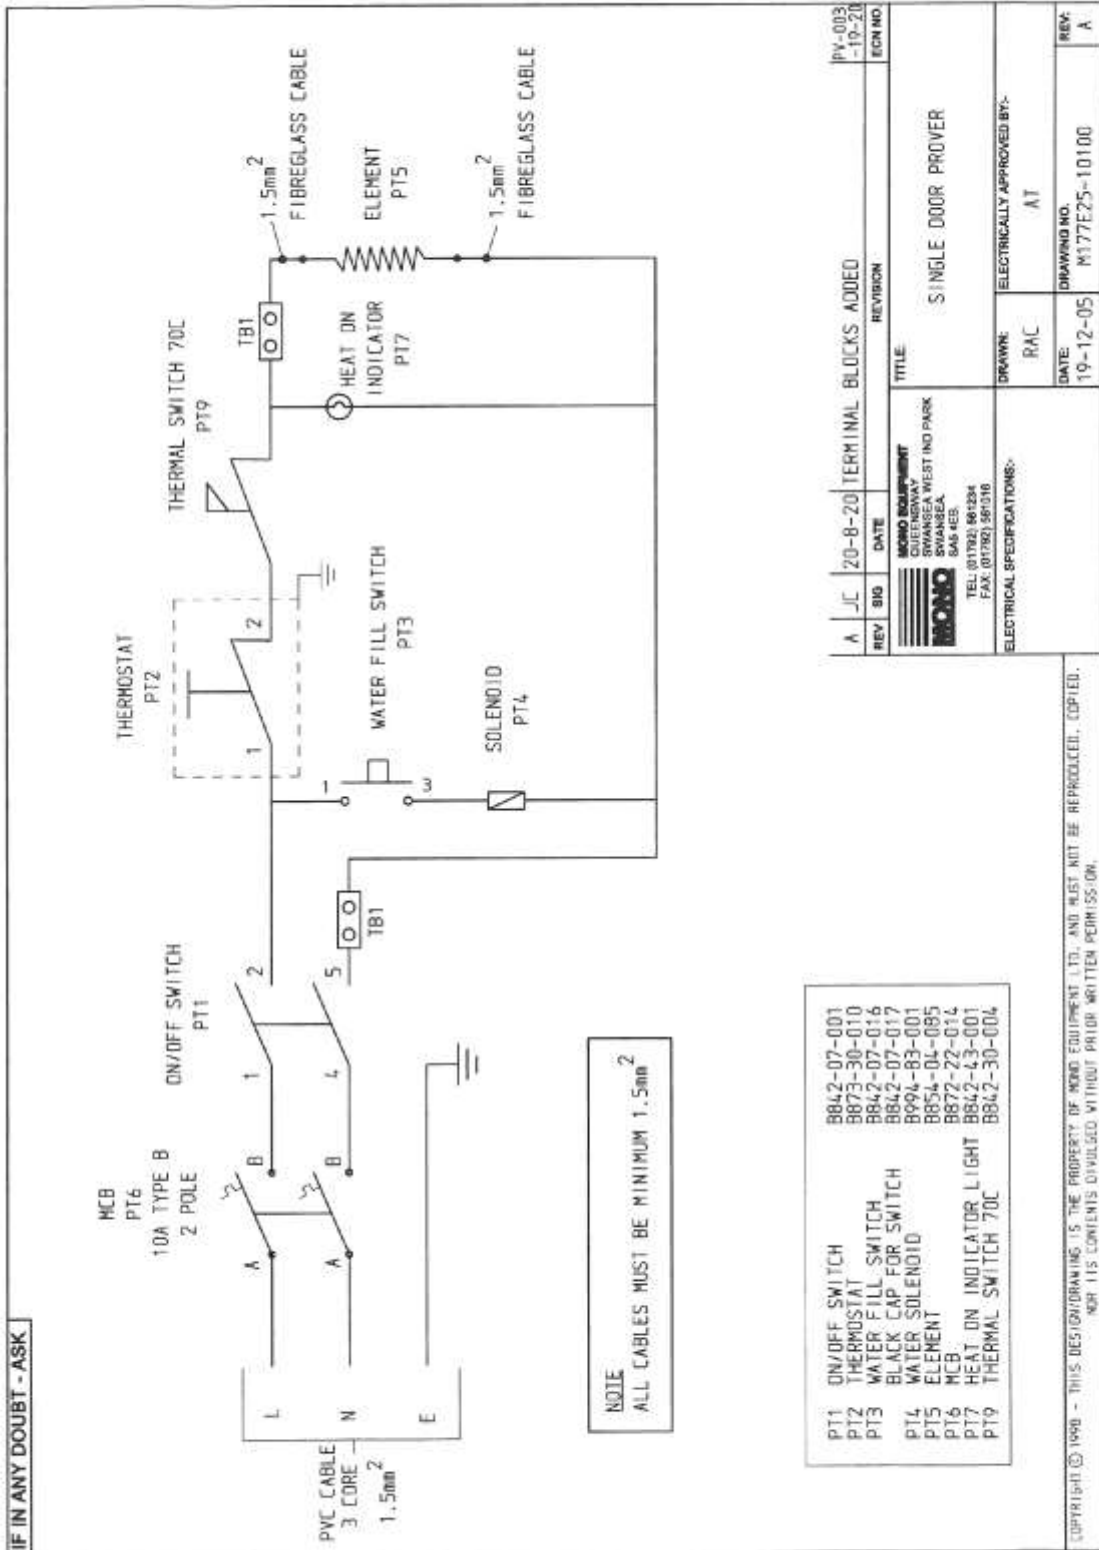 IF IN ANY DOUBT - ASK
MCB
PT6
10A TYPE B
2 POLE
ON/OFF SWITCH
PT1
THERMOSTAT
PT2
THERMAL SWITCH 70C
PT9
L
N
E
PVC CABLE
3 CORE
1.5mm²
A
B
A
B
1
2
4
5
TB1
1
2
1
3
WATER FILL SWITCH
PT3
SOLENOID
PT4
TB1
HEAT ON
INDICATOR
PT7
1.5mm²
FIBREGLASS CABLE
ELEMENT
PT5
1.5mm²
FIBREGLASS CABLE
NOTE
ALL CABLES MUST BE MINIMUM 1.5mm²
PT1 ON/OFF SWITCH B842-07-001
PT2 THERMOSTAT B873-30-010
PT3 WATER FILL SWITCH B842-07-016
BLACK CAP FOR SWITCH B842-07-017
PT4 WATER SOLENOID B994-83-001
PT5 ELEMENT B854-04-085
PT6 MCB B872-22-014
PT7 HEAT ON INDICATOR LIGHT B842-43-001
PT9 THERMAL SWITCH 70C B842-30-004
A JC 20-8-20 TERMINAL BLOCKS ADDED PV-003
-19-20
REV SIG DATE REVISION ECN NO.
MONO
MONO EQUIPMENT
QUEENSWAY
SWANSEA WEST IND PARK
SWANSEA.
SA5 4EB.
TEL: (01792) 561234
FAX: (01792) 561016
TITLE:
SINGLE DOOR PROVER
ELECTRICAL SPECIFICATIONS:-
DRAWN:
RAC
ELECTRICALLY APPROVED BY:-
AT
DATE:
19-12-05
DRAWING NO.
M177E25-10100
REV:
A
COPYRIGHT © 1990 - THIS DESIGN/DRAWING IS THE PROPERTY OF MONO EQUIPMENT LTD, AND MUST NOT BE REPRODUCED, COPIED,
NOR ITS CONTENTS DIVULGED WITHOUT PRIOR WRITTEN PERMISSION.